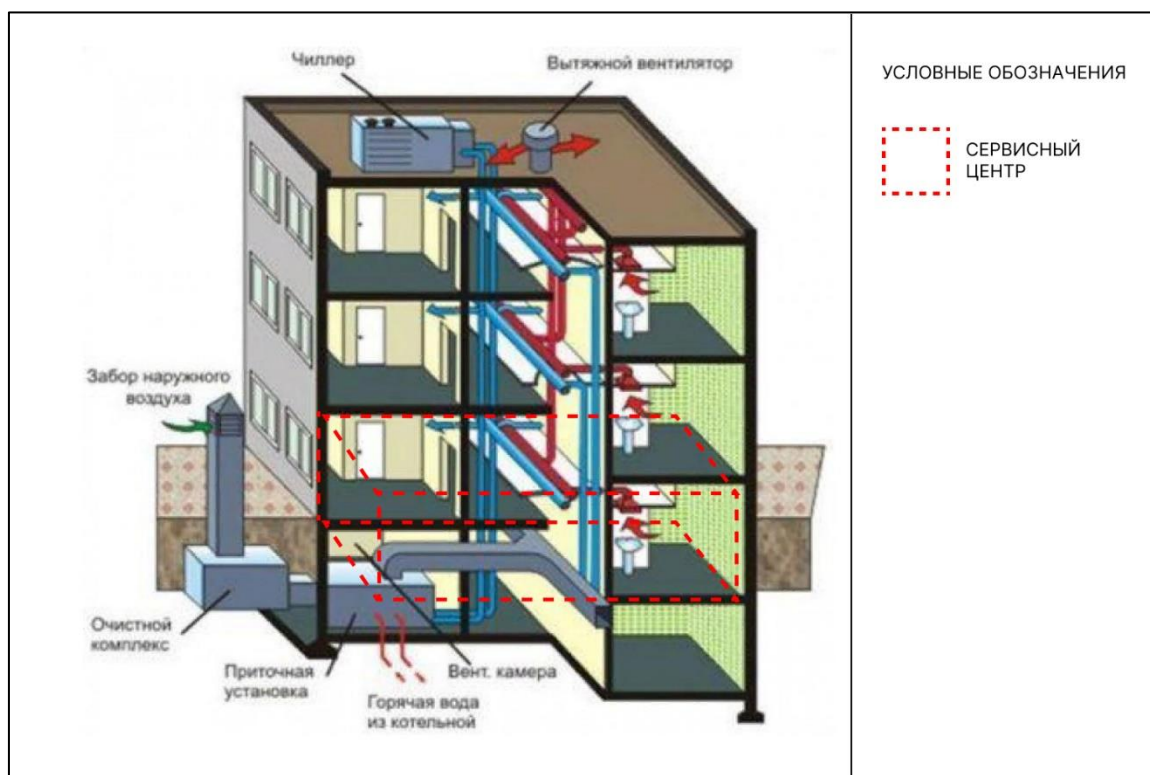 Чиллер
Вытяжной вентилятор
Забор наружного
воздуха
Очистной
комплекс
Приточная
установка
Вент. камера
Горячая вода
из котельной
УСЛОВНЫЕ ОБОЗНАЧЕНИЯ
СЕРВИСНЫЙ
ЦЕНТР